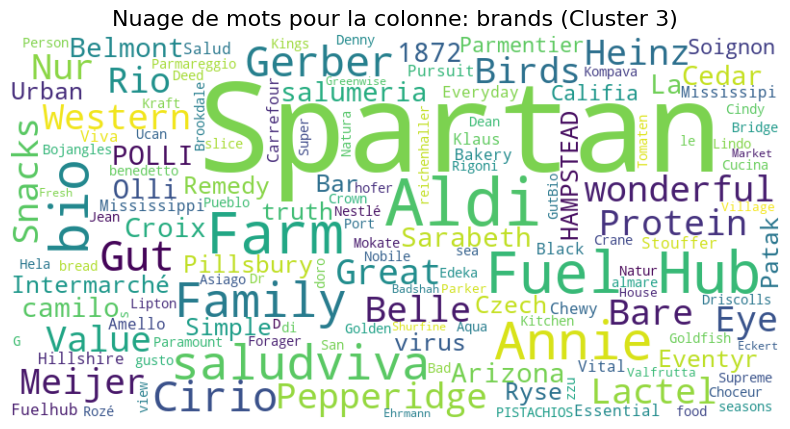 Nuage de mots pour la colonne: brands (Cluster 3)
Person Belmont Salud Kings Denny 1872 Parmentier Heinz Soignon
Nur Rio Parmareggio Deed Gerber Greenwise Birds Pursuit Kompava La Cedar
Urban Western Kraft salumeria Everyday Califia Mississipi
Viva Ucan Brookdale Carrefour Super Natura Spartan Dean Cindy Bridge
Snacks Bojangles POLLI slice reichenhaller Klaus Bakery Rigoni Tomaten le Lindo Market
Fresh bio benedetto Olli Remedy Pueblo Bar hofer Aldi GutBio HAMPSTEAD wonderful Cucina
Mississippi Jean Croix truth Crown Nestlé Port Sarabeth Black Protein Village
Gut Farm Mokate Nobile sea Crane Stouffer Patak
Hela bread Pillsbury Asiago Dr doro Great Edeka Fuel Hub Natur
Intermarché Lipton Family Badshah Parker almare House Driscolls
camilo s Amello Simple D di Golden Belle Shurfine Aqua Czech Chewy Bare Eye
G Value Paramount Forager San virus Annie Kitchen Goldfish Eckert
Hillshire gusto saludviva Bad Arizona Vital Valfrutta Eventyr
Meijer view Cirio Pepperidge Ryse zzu Lactel Supreme Choceur
Fuelhub Rozé Ehrmann PISTACHIOS Essential food seasons